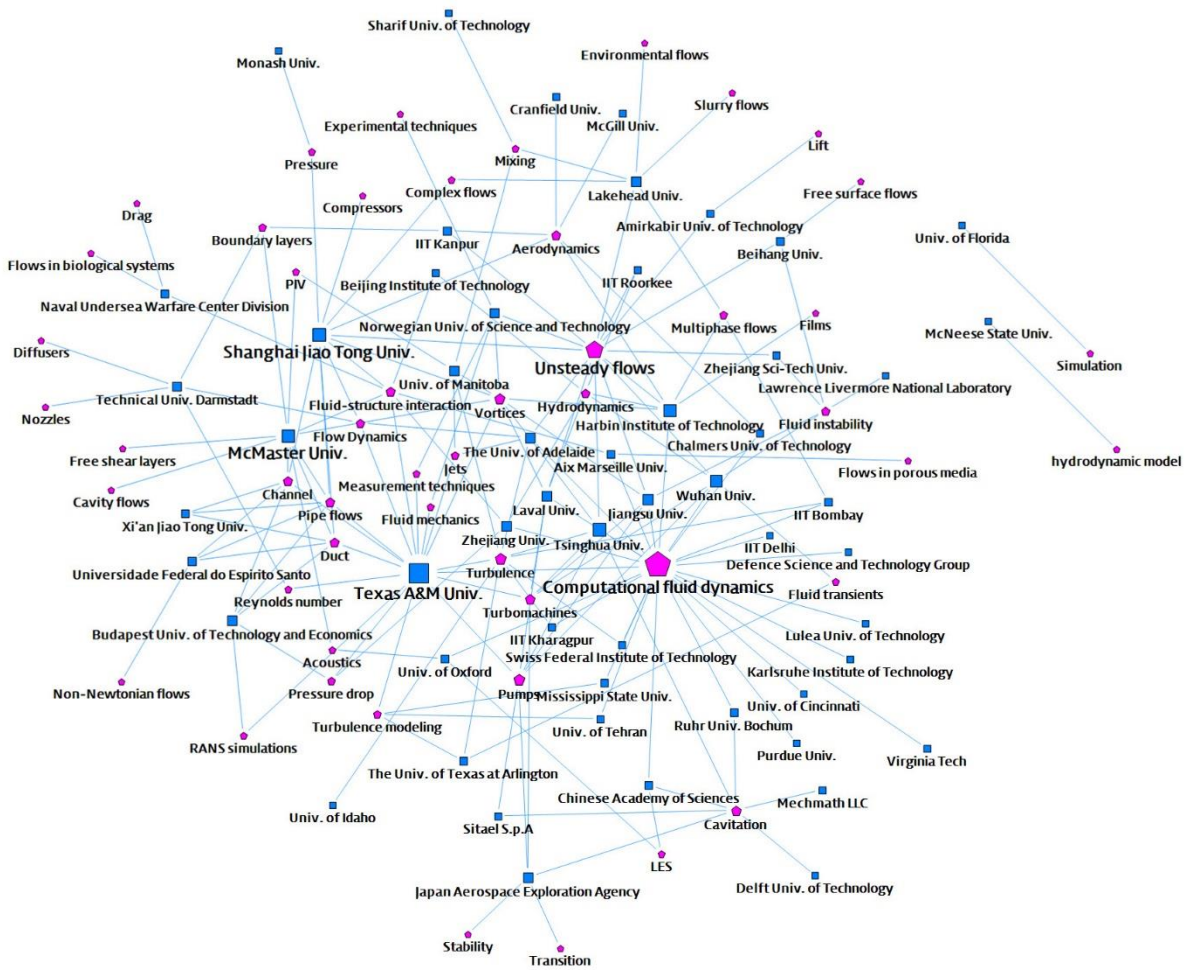 Sharif Univ. of Technology
Environmental flows
Monash Univ.
Cranfield Univ.
Slurry flows
Experimental techniques
McGill Univ.
Pressure
Mixing
Lift
Complex flows
Lakehead Univ.
Free surface flows
Compressors
Drag
Amirkabir Univ. of Technology
Boundary layers
IIT Kanpur
Aerodynamics
Univ. of Florida
Beihang Univ.
Flows in biological systems
PIV
Beijing Institute of Technology
IIT Roorkee
Naval Undersea Warfare Center Division
Norwegian Univ. of Science and Technology
Multiphase flows
Films
McNeese State Univ.
Diffusers
Shanghai Jiao Tong Univ.
Unsteady flows
Zhejiang Sci-Tech Univ.
Simulation
Univ. of Manitoba
Lawrence Livermore National Laboratory
Technical Univ. Darmstadt
Fluid-structure interaction
Vortices
Hydrodynamics
Nozzles
Harbin Institute of Technology
Fluid instability
McMaster Univ.
Flow Dynamics
Chalmers Univ. of Technology
The Univ. of Adelaide
Free shear layers
Jets
Aix Marseille Univ.
Flows in porous media
hydrodynamic model
Measurement techniques
Channel
Wuhan Univ.
Cavity flows
Pipe flows
Fluid mechanics
Laval Univ.
Jiangsu Univ.
IIT Bombay
Xi'an Jiao Tong Univ.
Zhejiang Univ.
Tsinghua Univ.
Duct
IIT Delhi
Defence Science and Technology Group
Universidade Federal do Espirito Santo
Turbulence
Computational fluid dynamics
Texas A&M Univ.
Fluid transients
Reynolds number
Turbomachines
Budapest Univ. of Technology and Economics
IIT Kharagpur
Lulea Univ. of Technology
Swiss Federal Institute of Technology
Acoustics
Univ. of Oxford
Karlsruhe Institute of Technology
Non-Newtonian flows
Pressure drop
Pumps
Mississippi State Univ.
Univ. of Cincinnati
Turbulence modeling
Univ. of Tehran
Ruhr Univ. Bochum
RANS simulations
Purdue Univ.
Virginia Tech
The Univ. of Texas at Arlington
Chinese Academy of Sciences
Mechmath LLC
Univ. of Idaho
Sitael S.p.A
Cavitation
LES
Japan Aerospace Exploration Agency
Delft Univ. of Technology
Stability
Transition